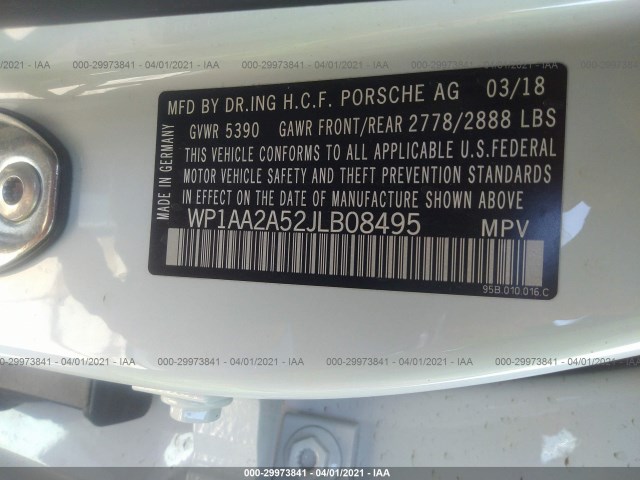 000-29973841 - 04/01/2021 - IAA
MFD BY DR.ING H.C.F. PORSCHE AG 03/18
GVWR 5390 GAWR FRONT/REAR 2778/2888 LBS
THIS VEHICLE CONFORMS TO ALL APPLICABLE U.S.FEDERAL
MOTOR VEHICLE SAFETY AND THEFT PREVENTION STANDARDS
IN EFFECT ON THE DATE OF MANUFACTURE SHOWN ABOVE
MADE IN GERMANY
WP1AA2A52JLB08495 MPV
95B.010.016.C
000-29973841 - 04/01/2021 - IAA
000-29973841 - 04/01/2021 - IAA